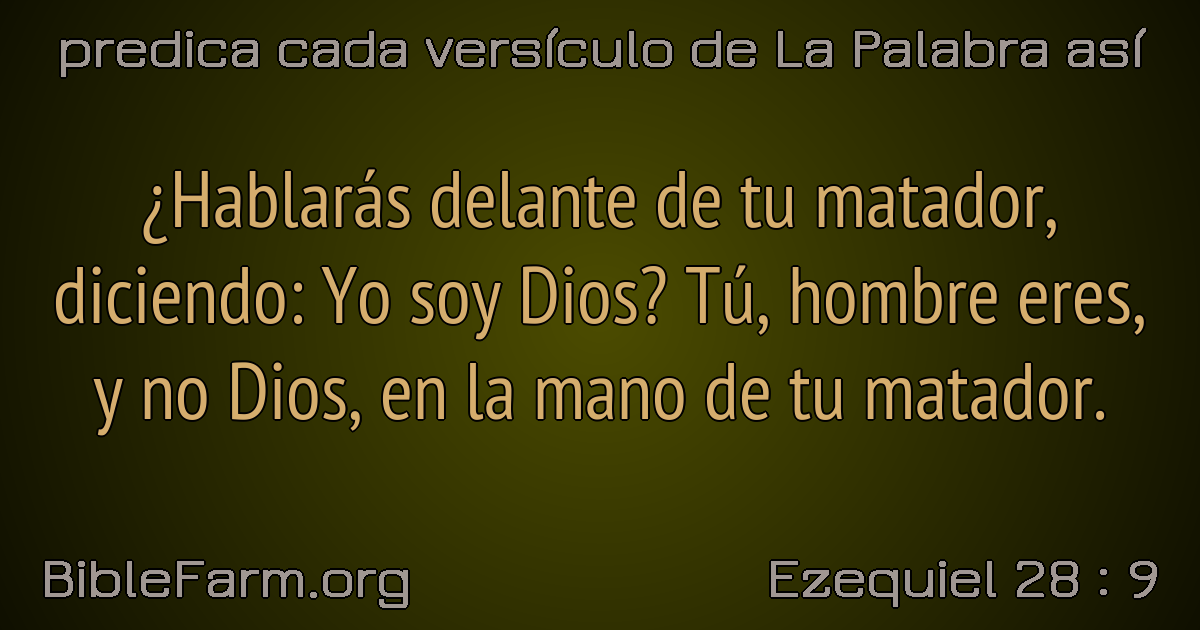 predica cada versículo de La Palabra así
¿Hablarás delante de tu matador,
diciendo: Yo soy Dios? Tú, hombre eres,
y no Dios, en la mano de tu matador.
BibleFarm.org
Ezequiel 28 : 9